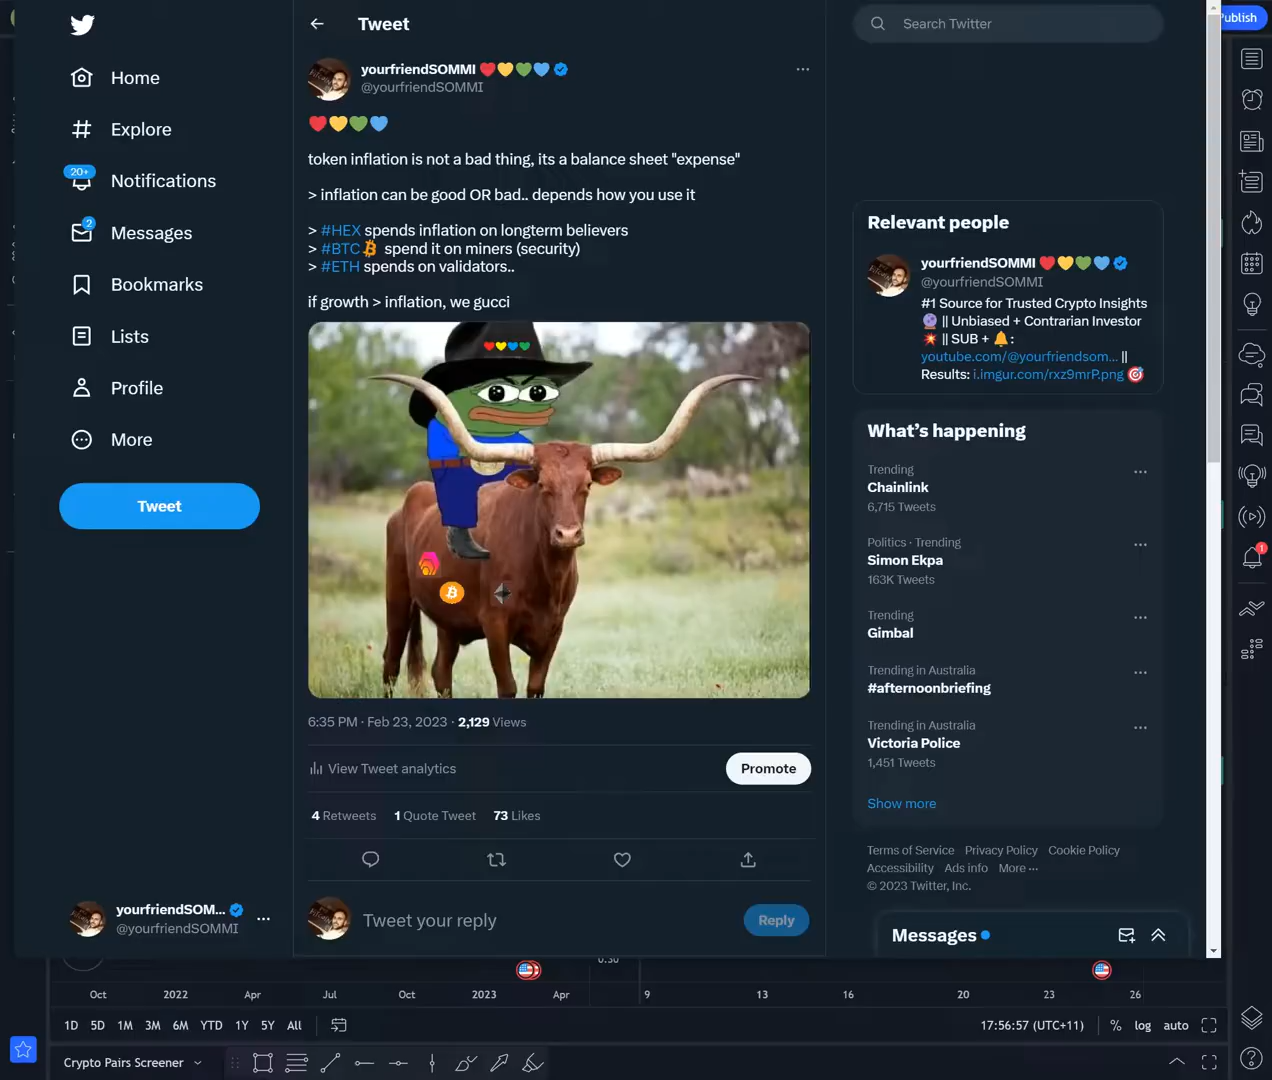 Publish
Home
Explore
20+
Notifications
2
Messages
Bookmarks
Lists
Profile
More
Tweet
yourfriendSOM...
@yourfriendSOMMI
Tweet
yourfriendSOMMI
@yourfriendSOMMI
token inflation is not a bad thing, its a balance sheet "expense"
> inflation can be good OR bad.. depends how you use it
> #HEX spends inflation on longterm believers
> #BTC spend it on miners (security)
> #ETH spends on validators..
if growth > inflation, we gucci
6:35 PM · Feb 23, 2023 · 2,129 Views
View Tweet analytics
Promote
4 Retweets 1 Quote Tweet 73 Likes
Tweet your reply
Reply
Search Twitter
Relevant people
yourfriendSOMMI
@yourfriendSOMMI
#1 Source for Trusted Crypto Insights
|| Unbiased + Contrarian Investor
|| SUB + :
youtube.com/@yourfriendsom... ||
Results: i.imgur.com/rxz9mrP.png
What's happening
Trending
Chainlink
6,715 Tweets
Politics · Trending
Simon Ekpa
163K Tweets
Trending
Gimbal
Trending in Australia
#afternoonbriefing
Trending in Australia
Victoria Police
1,451 Tweets
Show more
Terms of Service Privacy Policy Cookie Policy
Accessibility Ads info More ···
© 2023 Twitter, Inc.
Messages
1
Oct 2022 Apr Jul Oct 2023 Apr 9 13 16 20 23 26
1D 5D 1M 3M 6M YTD 1Y 5Y All
17:56:57 (UTC+11) % log auto
Crypto Pairs Screener